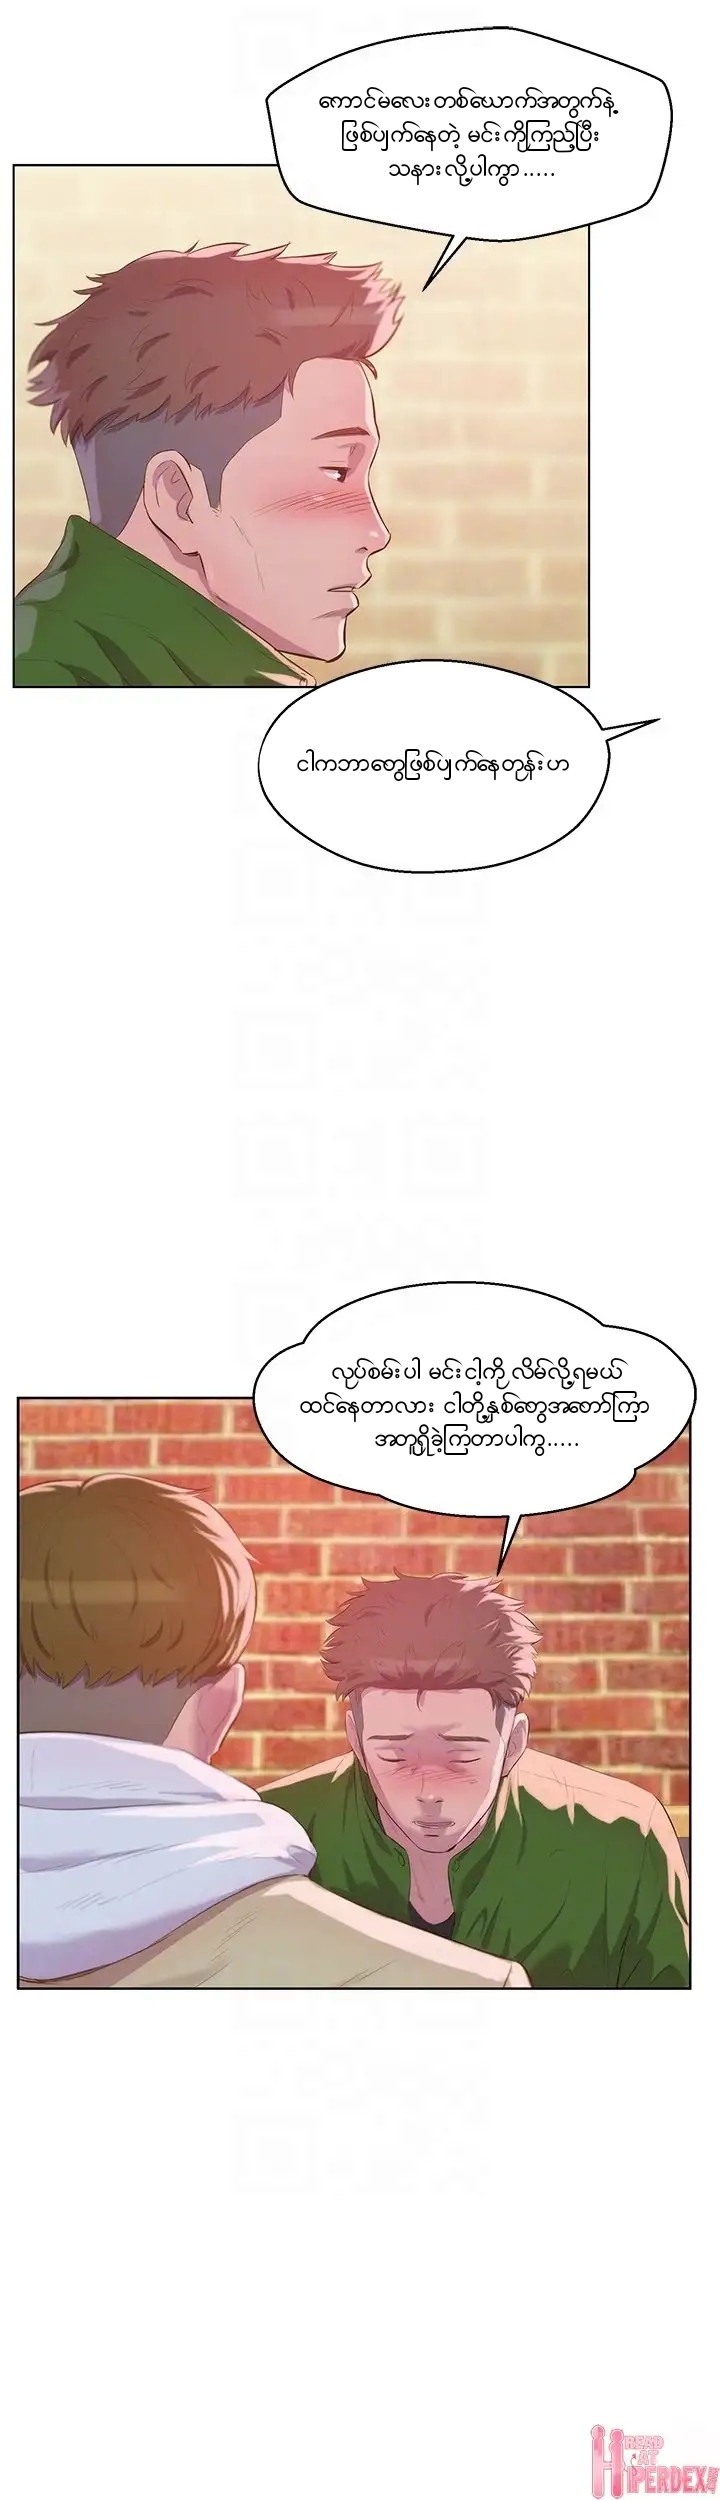 ကောင်မလေးတစ်ယောက်အတွက်နဲ့
ဖြစ်ပျက်နေတဲ့ မင်းကိုကြည့်ပြီး
သနားလို့ပါကွာ.....
ငါကဘာတွေဖြစ်ပျက်နေတုန်းဟ
လုပ်စမ်းပါ မင်းငါ့ကို လိမ်လို့ရမယ်
ထင်နေတာလား ငါတို့နှစ်တွေအတော်ကြာ
အတူရှိခဲ့ကြတာပါကွ.....
READ
AT
HIPERDEX